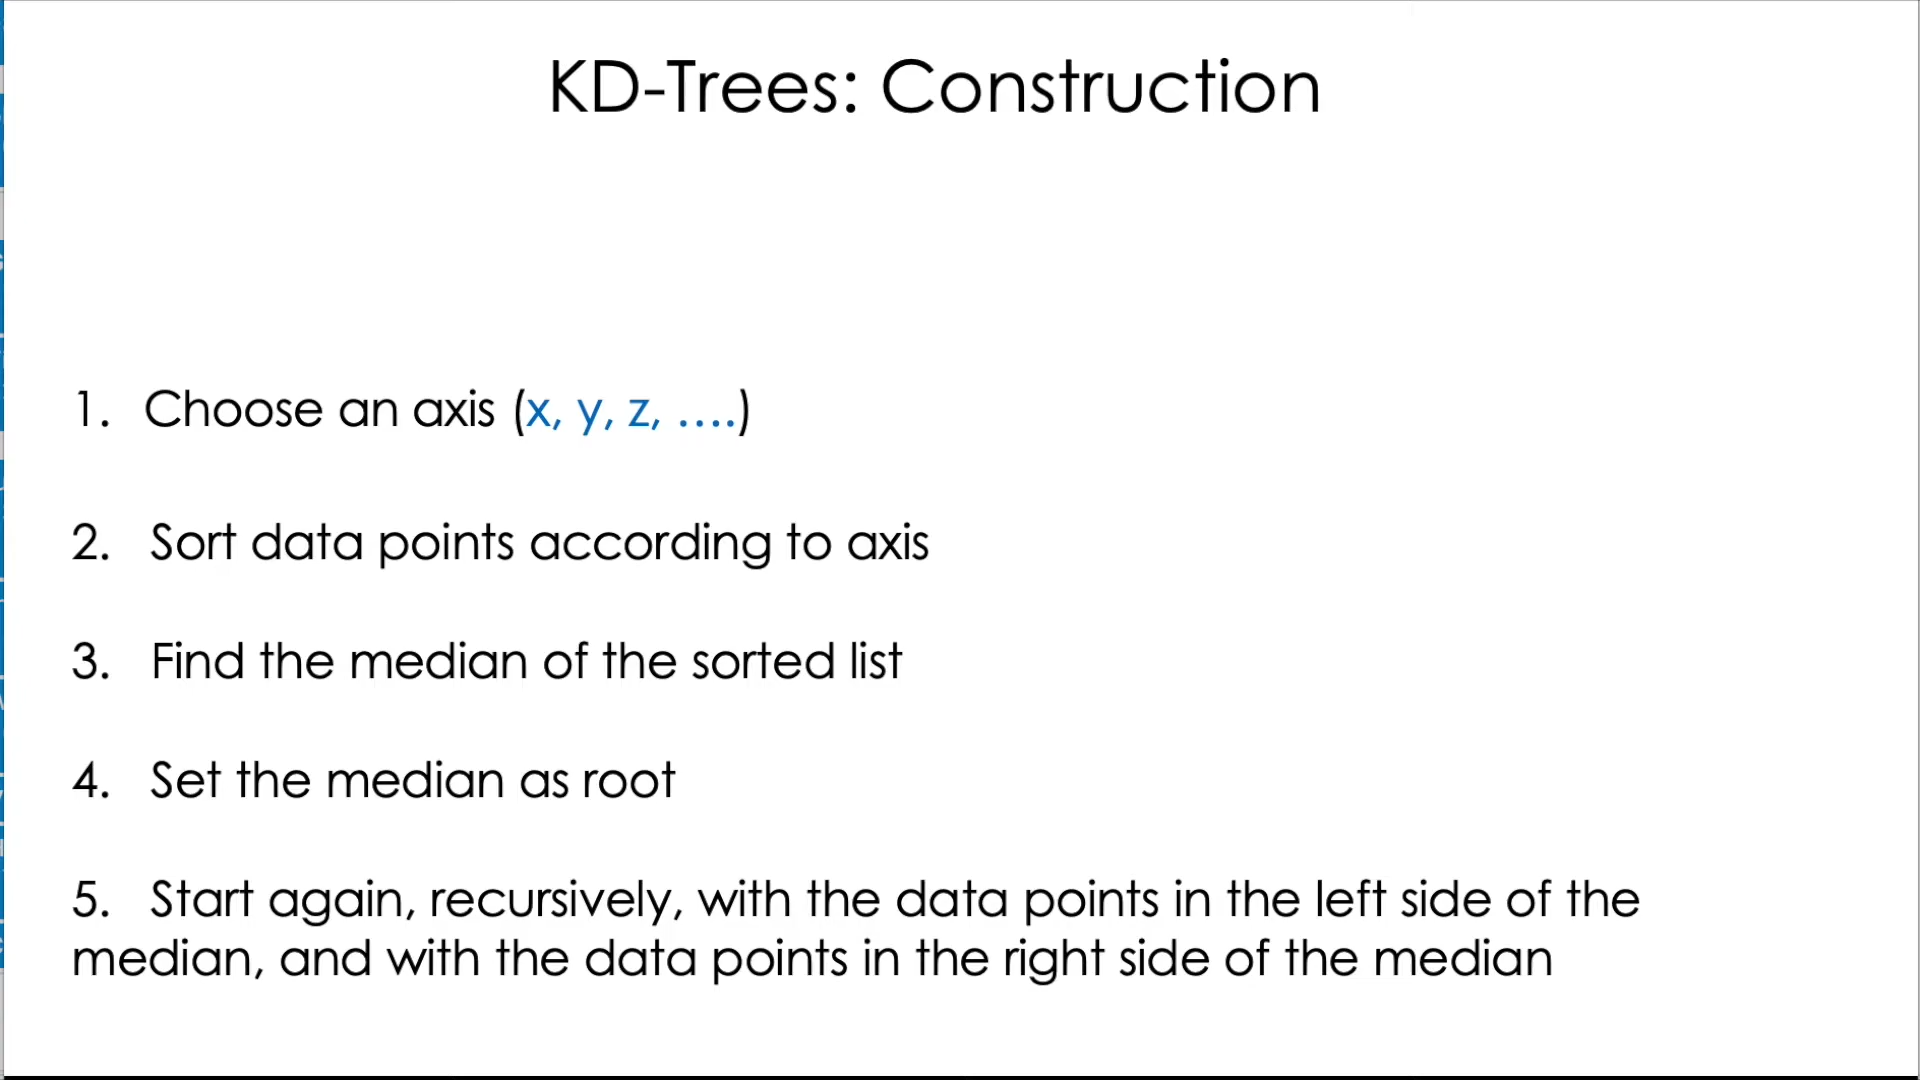 KD-Trees: Construction
1. Choose an axis (x, y, z, ....)
2. Sort data points according to axis
3. Find the median of the sorted list
4. Set the median as root
5. Start again, recursively, with the data points in the left side of the
median, and with the data points in the right side of the median